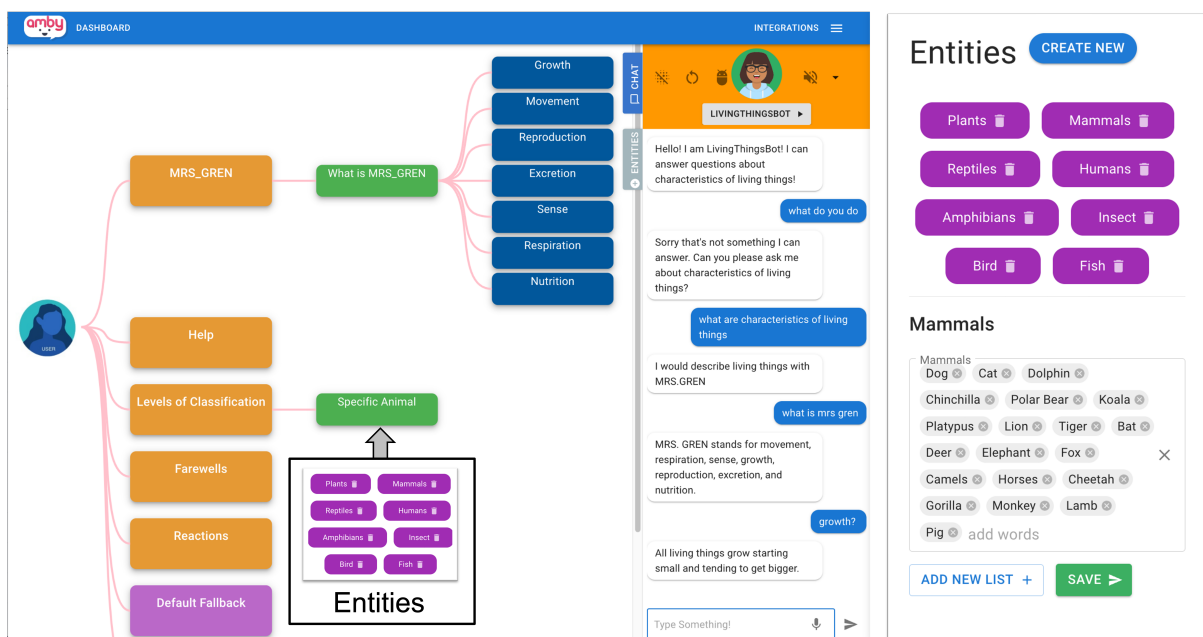 amby
DASHBOARD
INTEGRATIONS
USER
MRS_GREN
Help
Levels of Classification
Farewells
Reactions
Default Fallback
What is MRS_GREN
Specific Animal
Growth
Movement
Reproduction
Excretion
Sense
Respiration
Nutrition
Plants
Mammals
Reptiles
Humans
Amphibians
Insect
Bird
Fish
Entities
CHAT
ENTITIES
LIVINGTHINGSBOT
Hello! I am LivingThingsBot! I can
answer questions about
characteristics of living things!
what do you do
Sorry that's not something I can
answer. Can you please ask me
about characteristics of living
things?
what are characteristics of living
things
I would describe living things with
MRS.GREN
what is mrs gren
MRS. GREN stands for movement,
respiration, sense, growth,
reproduction, excretion, and
nutrition.
growth?
All living things grow starting
small and tending to get bigger.
Type Something!
Entities CREATE NEW
Plants Mammals
Reptiles Humans
Amphibians Insect
Bird Fish
Mammals
Mammals
Dog Cat Dolphin
Chinchilla Polar Bear Koala
Platypus Lion Tiger Bat
Deer Elephant Fox
Camels Horses Cheetah
Gorilla Monkey Lamb
Pig add words
ADD NEW LIST + SAVE